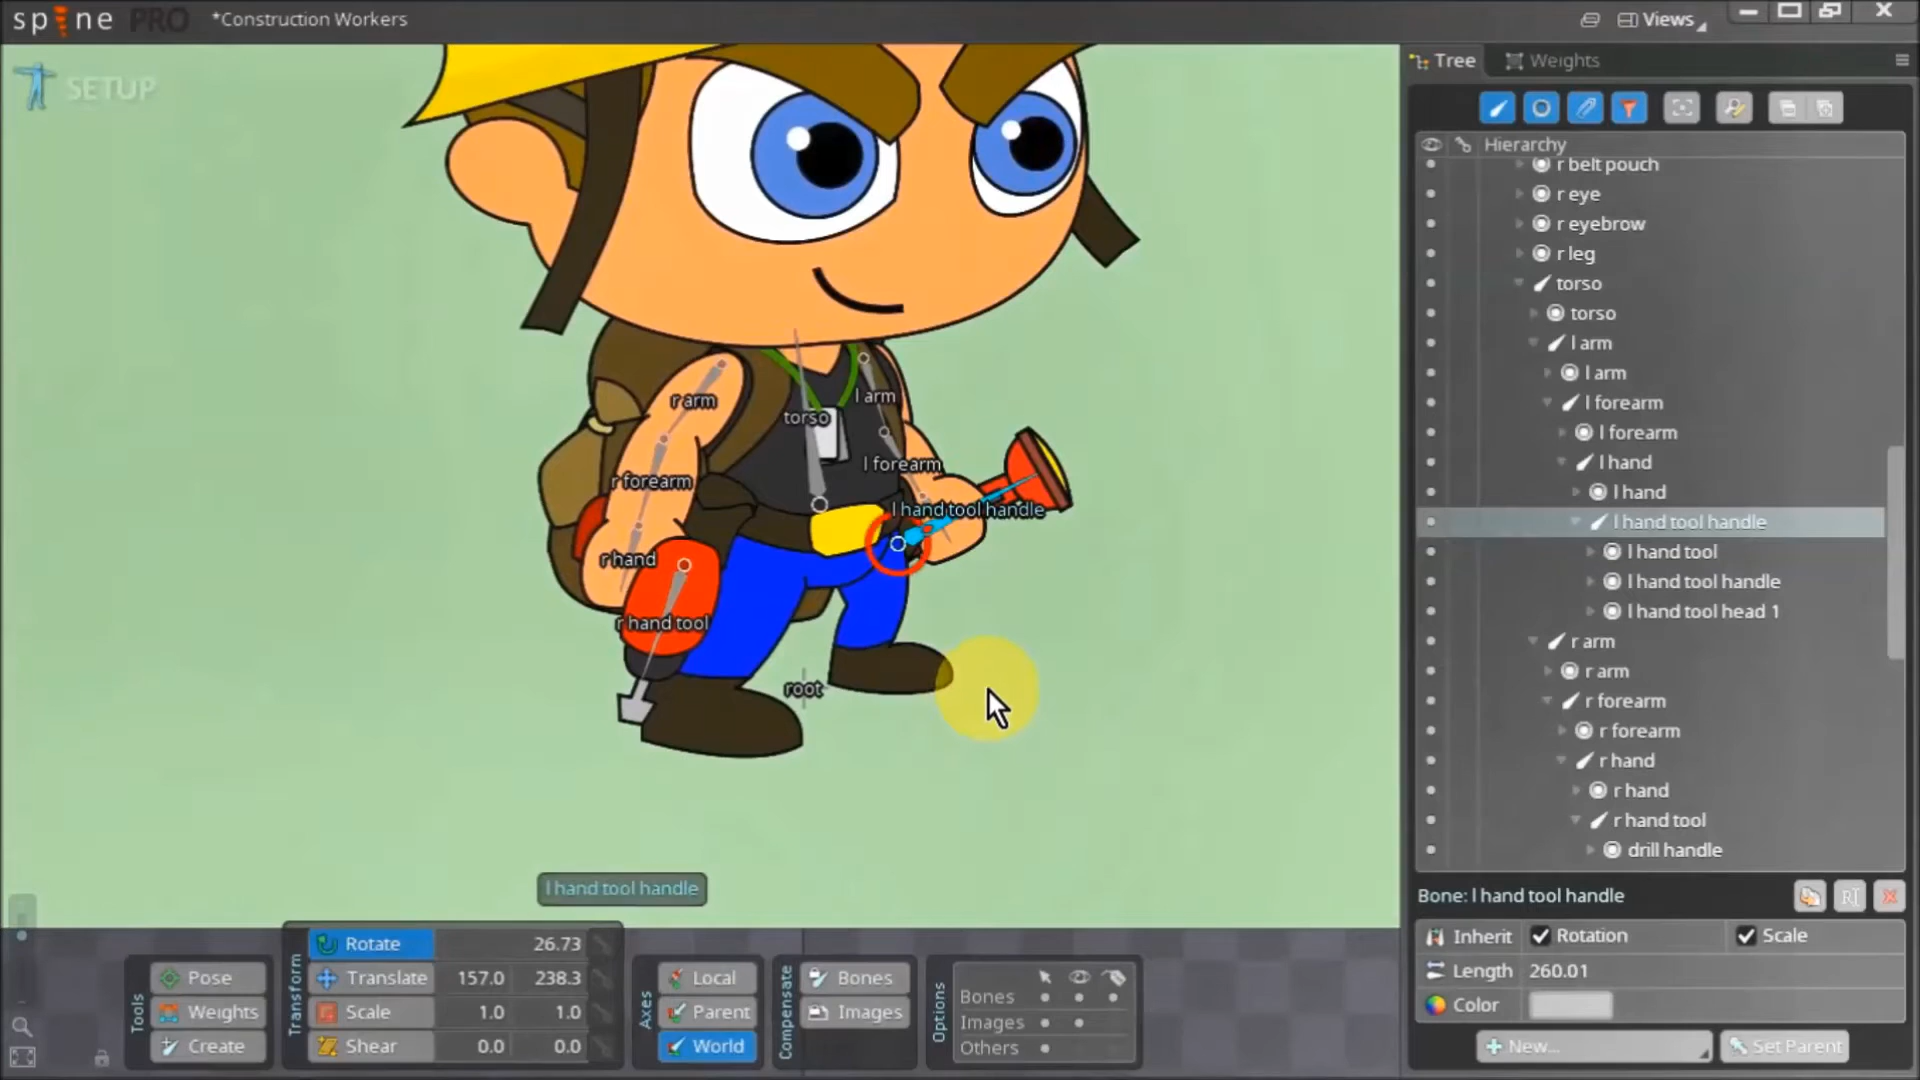 spine PRO *Construction Workers
Views
SETUP
Tree Weights
Hierarchy
r belt pouch
r eye
r eyebrow
r leg
torso
torso
l arm
l arm
l forearm
l forearm
l hand
l hand
l hand tool handle
l hand tool
l hand tool handle
l hand tool head 1
r arm
r arm
r forearm
r forearm
r hand
r hand
r hand tool
drill handle
r arm
torso
l arm
r forearm
l forearm
l hand tool handle
r hand
r hand tool
root
l hand tool handle
Bone: l hand tool handle
Inherit Rotation Scale
Length 260.01
Color
New... Set Parent
Tools
Pose
Weights
Create
Transform
Rotate 26.73
Translate 157.0 238.3
Scale 1.0 1.0
Shear 0.0 0.0
Axes
Local
Parent
World
Compensate
Bones
Images
Options
Bones
Images
Others